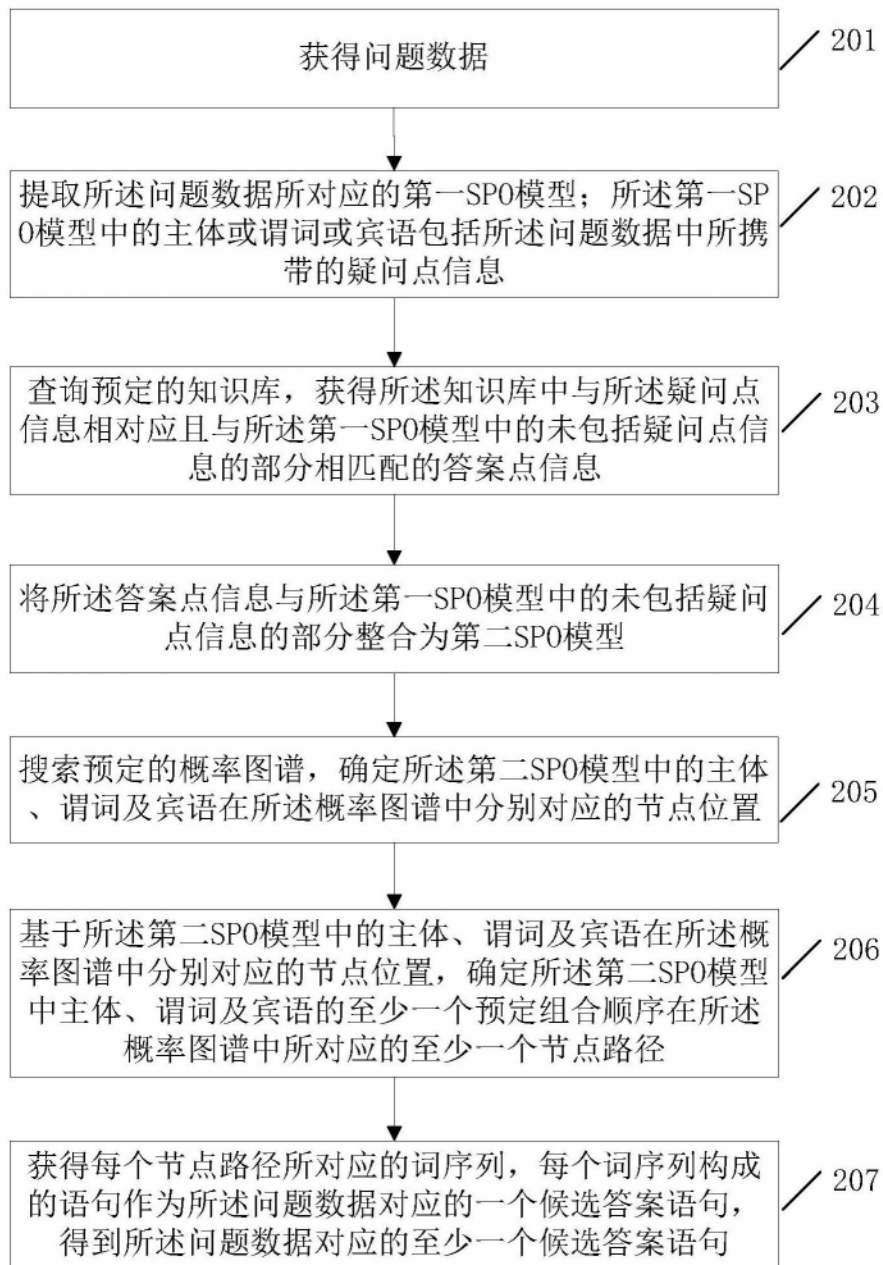 获得问题数据
201
提取所述问题数据所对应的第一SP
O模型；所述第一SPO模型中的主体或谓词或宾语包括所述问题数据中所携
带的疑问点信息
202
查询预定的知识库，获得所述知识库中与所述疑问点
信息相对应且与所述第一SPO模型中的未包括疑问点信
息的部分相匹配的答案点信息
203
将所述答案点信息与所述第一SPO模型中的未包括疑问
点信息的部分整合为第二SPO模型
204
搜索预定的概率图谱，确定所述第二SPO模型中的主体
、谓词及宾语在所述概率图谱中分别对应的节点位置
205
基于所述第二SPO模型中的主体、谓词及宾语在所述概
率图谱中分别对应的节点位置，确定所述第二SPO模型
中主体、谓词及宾语的至少一个预定组合顺序在所述
概率图谱中所对应的至少一个节点路径
206
获得每个节点路径所对应的词序列，每个词序列构成
的语句作为所述问题数据对应的一个候选答案语句，
得到所述问题数据对应的至少一个候选答案语句
207